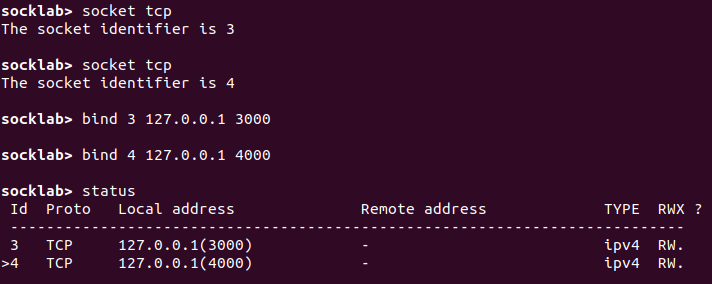 socklab> socket tcp
The socket identifier is 3
socklab> socket tcp
The socket identifier is 4
socklab> bind 3 127.0.0.1 3000
socklab> bind 4 127.0.0.1 4000
socklab> status
 Id  Proto   Local address              Remote address             TYPE  RWX ?
 ---------------------------------------------------------------------------
 3   TCP     127.0.0.1(3000)            -                          ipv4  RW.
>4   TCP     127.0.0.1(4000)            -                          ipv4  RW.